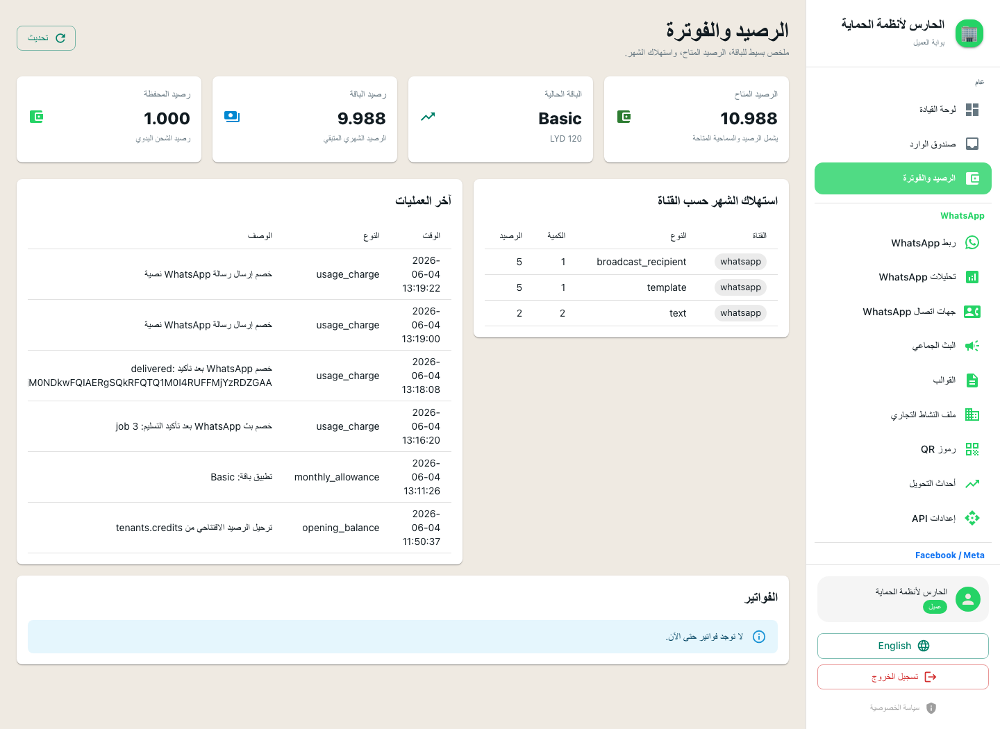 الحارس لأنظمة الحماية
بوابة العميل
عام
لوحة القيادة
صندوق الوارد
الرصيد والفوترة
WhatsApp
ربط WhatsApp
تحليلات WhatsApp
جهات اتصال WhatsApp
البث الجماعي
القوالب
ملف النشاط التجاري
رموز QR
أحداث التحويل
إعدادات API
Facebook / Meta
الحارس لأنظمة الحماية
عميل
English
تسجيل الخروج
سياسة الخصوصية
الرصيد والفوترة
ملخص بسيط للباقة، الرصيد المتاح، واستهلاك الشهر.
تحديث
الرصيد المتاح
10.988
يشمل الرصيد والسماحية المتاحة
الباقة الحالية
Basic
LYD 120
رصيد الباقة
9.988
الرصيد الشهري المتبقي
رصيد المحفظة
1.000
رصيد الشحن اليدوي
استهلاك الشهر حسب القناة
القناة النوع الكمية الرصيد
whatsapp broadcast_recipient 1 5
whatsapp template 1 5
whatsapp text 2 2
آخر العمليات
الوقت النوع الوصف
2026-
06-04
13:19:22
usage_charge
خصم إرسال رسالة WhatsApp نصية
2026-
06-04
13:19:00
usage_charge
خصم إرسال رسالة WhatsApp نصية
2026-
06-04
13:18:08
usage_charge
خصم WhatsApp بعد تأكيد delivered:
iM0NDkwFQIAERgSQkRFQTQ1M0I4RUFFMjYzRDZGAA
2026-
06-04
13:16:20
usage_charge
خصم بث WhatsApp بعد تأكيد التسليم: job 3
2026-
06-04
13:11:26
monthly_allowance
تطبيق باقة: Basic
2026-
06-04
11:50:37
opening_balance
ترحيل الرصيد الافتتاحي من tenants.credits
الفواتير
لا توجد فواتير حتى الآن.